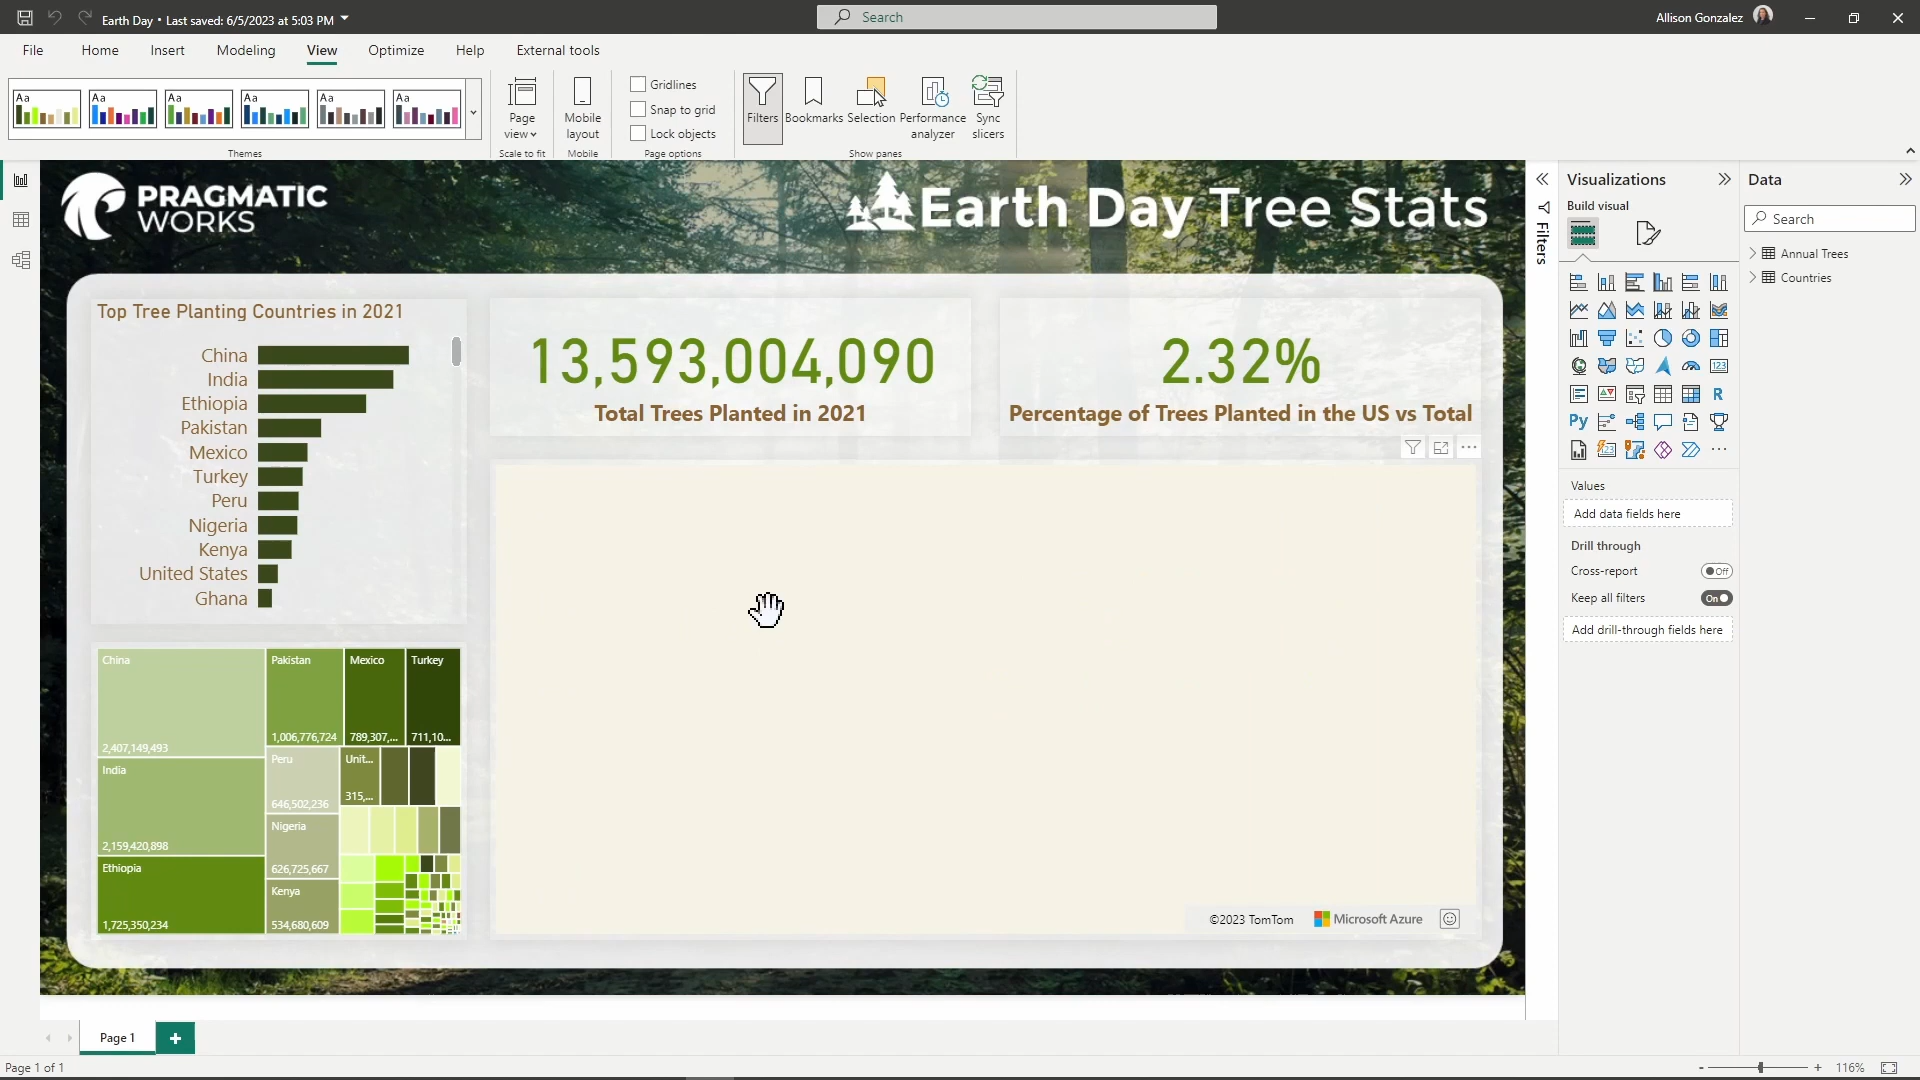 Earth Day • Last saved: 6/5/2023 at 5:03 PM
Search
Allison Gonzalez
File
Home
Insert
Modeling
View
Optimize
Help
External tools
Aa
Aa
Aa
Aa
Aa
Aa
Themes
Page
view
Scale to fit
Mobile
layout
Mobile
Gridlines
Snap to grid
Lock objects
Page options
Filters
Bookmarks
Selection
Performance
analyzer
Sync
slicers
Show panes
PRAGMATIC
WORKS
Earth Day Tree Stats
Top Tree Planting Countries in 2021
China
India
Ethiopia
Pakistan
Mexico
Turkey
Peru
Nigeria
Kenya
United States
Ghana
13,593,004,090
Total Trees Planted in 2021
2.32%
Percentage of Trees Planted in the US vs Total
China
2,407,149,493
India
2,159,420,898
Ethiopia
1,725,350,234
Pakistan
1,006,776,724
Mexico
789,307,...
Turkey
711,10...
Peru
646,502,236
Unit...
315,...
Nigeria
626,725,667
Kenya
534,680,609
©2023 TomTom
Microsoft Azure
Filters
Visualizations
Build visual
123
R
Py
123
Values
Add data fields here
Drill through
Cross-report
Off
Keep all filters
On
Add drill-through fields here
Data
Search
Annual Trees
Countries
Page 1
Page 1 of 1
- + 116%